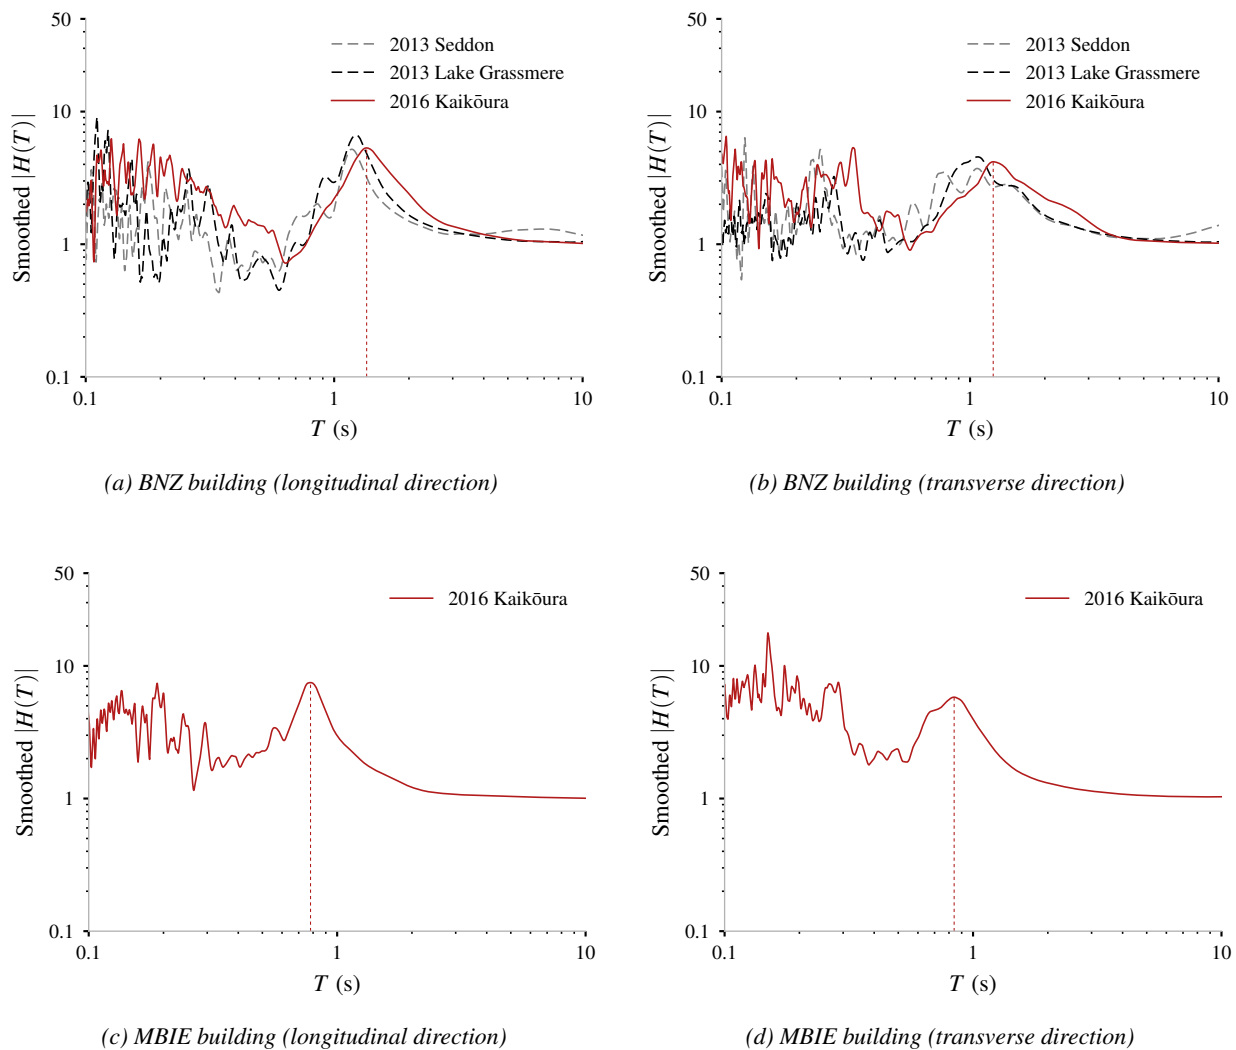 50
10
1
0.1
Smoothed |H(T)|
2013 Seddon
2013 Lake Grassmere
2016 Kaikōura
0.1
1
10
T (s)
(a) BNZ building (longitudinal direction)
50
10
1
0.1
Smoothed |H(T)|
2013 Seddon
2013 Lake Grassmere
2016 Kaikōura
0.1
1
10
T (s)
(b) BNZ building (transverse direction)
50
10
1
0.1
Smoothed |H(T)|
2016 Kaikōura
0.1
1
10
T (s)
(c) MBIE building (longitudinal direction)
50
10
1
0.1
Smoothed |H(T)|
2016 Kaikōura
0.1
1
10
T (s)
(d) MBIE building (transverse direction)